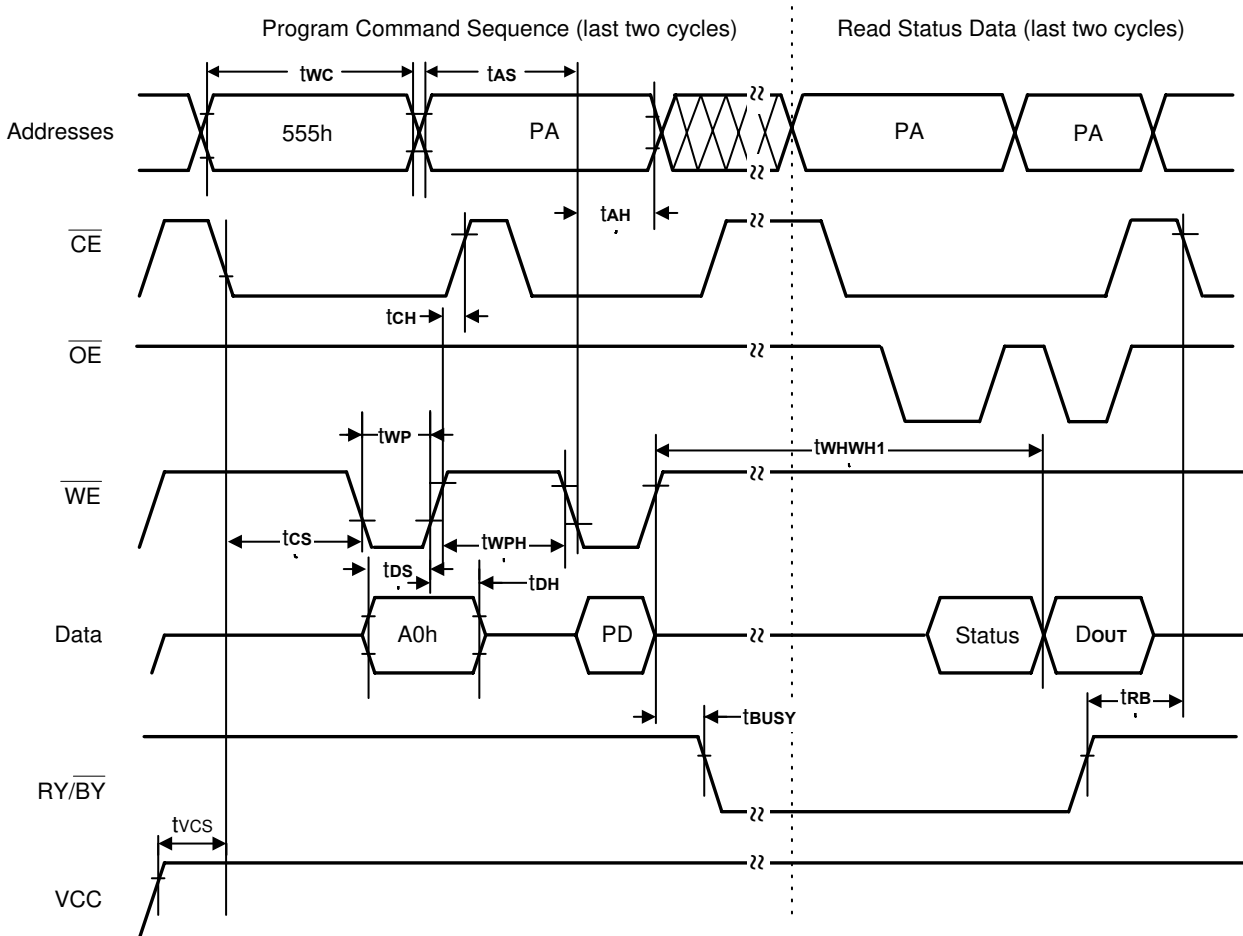 Program Command Sequence (last two cycles)
Read Status Data (last two cycles)
tWC
tAS
Addresses
555h
PA
PA
PA
tAH
CE
tCH
OE
tWP
tWHWH1
WE
tCS
tWPH
tDS
tDH
Data
A0h
PD
Status
DOUT
tBUSY
tRB
RY/BY
tVCS
VCC